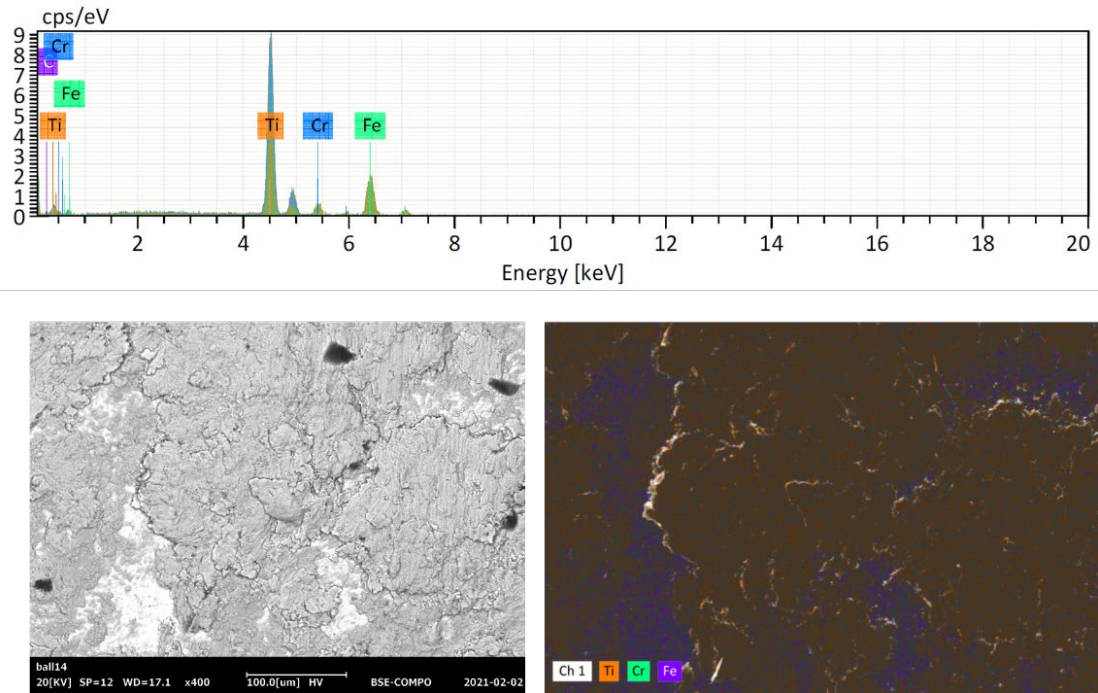 cps/eV
9
8
7
6
5
4
3
2
1
0
Cr
C
Fe
Ti
Ti Cr Fe
2 4 6 8 10 12 14 16 18 20
Energy [keV]
ball14
20[KV] SP=12 WD=17.1 x400 100.0[um] HV BSE-COMPO 2021-02-02
Ch 1 Ti Cr Fe